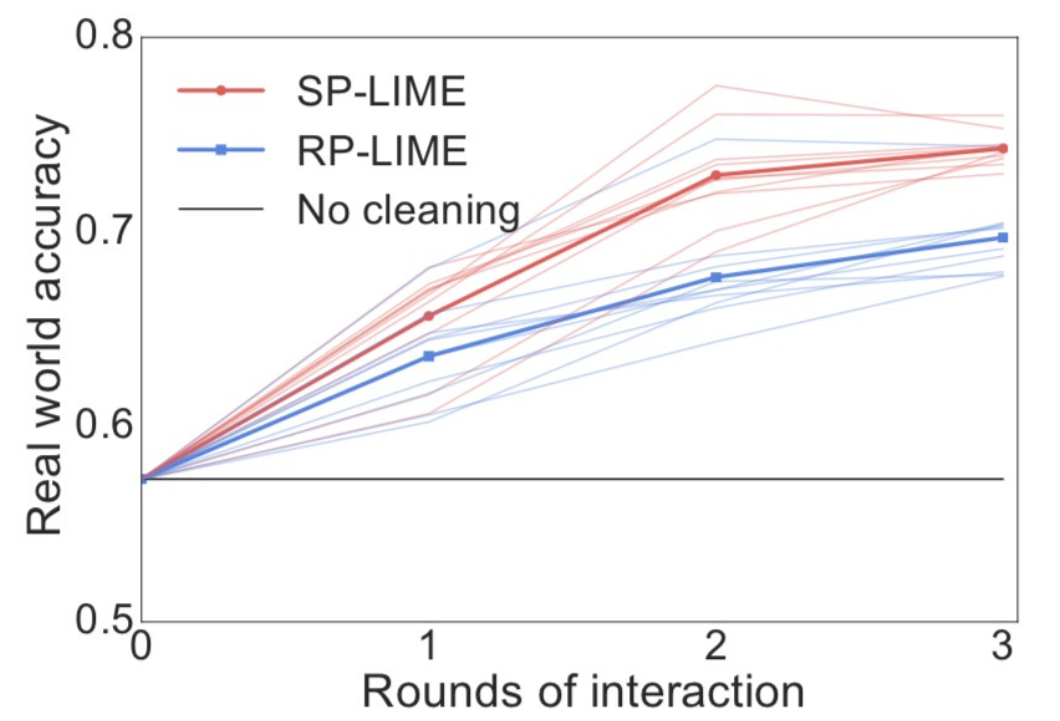 0.8
SP-LIME
RP-LIME
No cleaning
0.7
0.6
0.5
Real world accuracy
0 1 2 3
Rounds of interaction